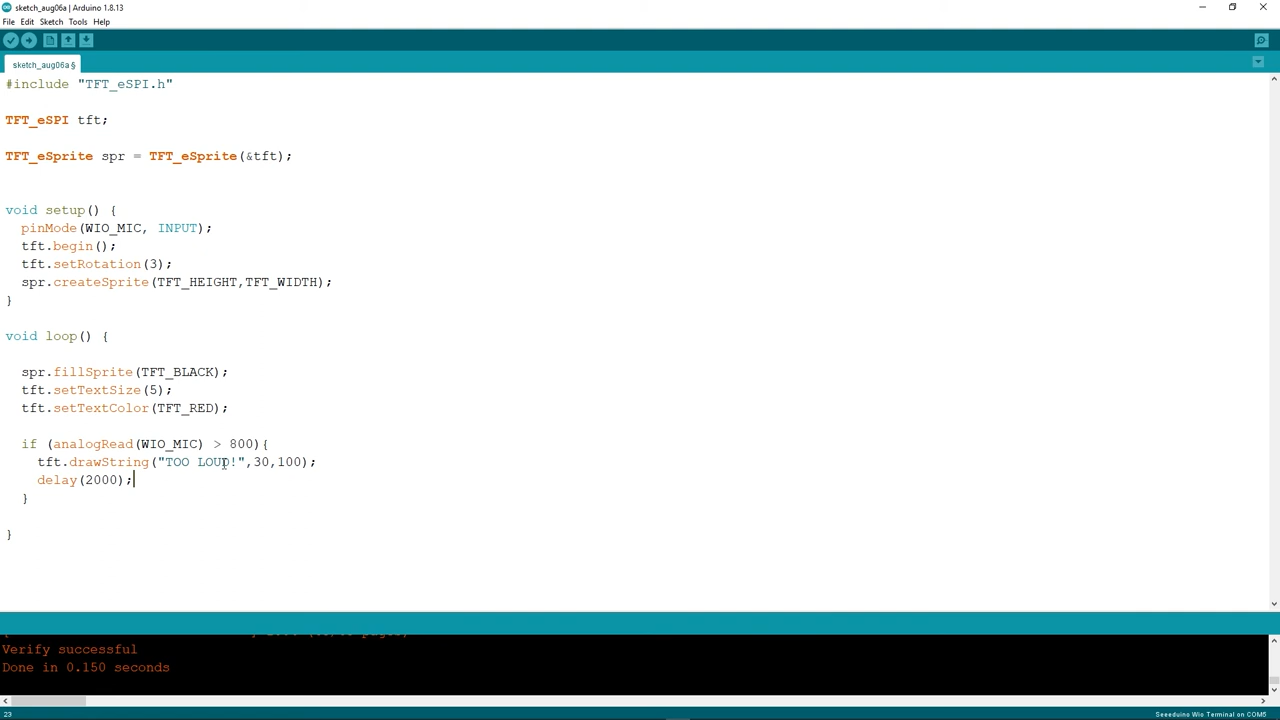 sketch_aug06a | Arduino 1.8.13
File Edit Sketch Tools Help
sketch_aug06a §
#include "TFT_eSPI.h"
TFT_eSPI tft;
TFT_eSprite spr = TFT_eSprite(&tft);
void setup() {
pinMode(WIO_MIC, INPUT);
tft.begin();
tft.setRotation(3);
spr.createSprite(TFT_HEIGHT,TFT_WIDTH);
}
void loop() {
spr.fillSprite(TFT_BLACK);
tft.setTextSize(5);
tft.setTextColor(TFT_RED);
if (analogRead(WIO_MIC) > 800){
tft.drawString("TOO LOUD!",30,100);
delay(2000);
}
}
Verify successful
Done in 0.150 seconds
23 Seeeduino Wio Terminal on COM5